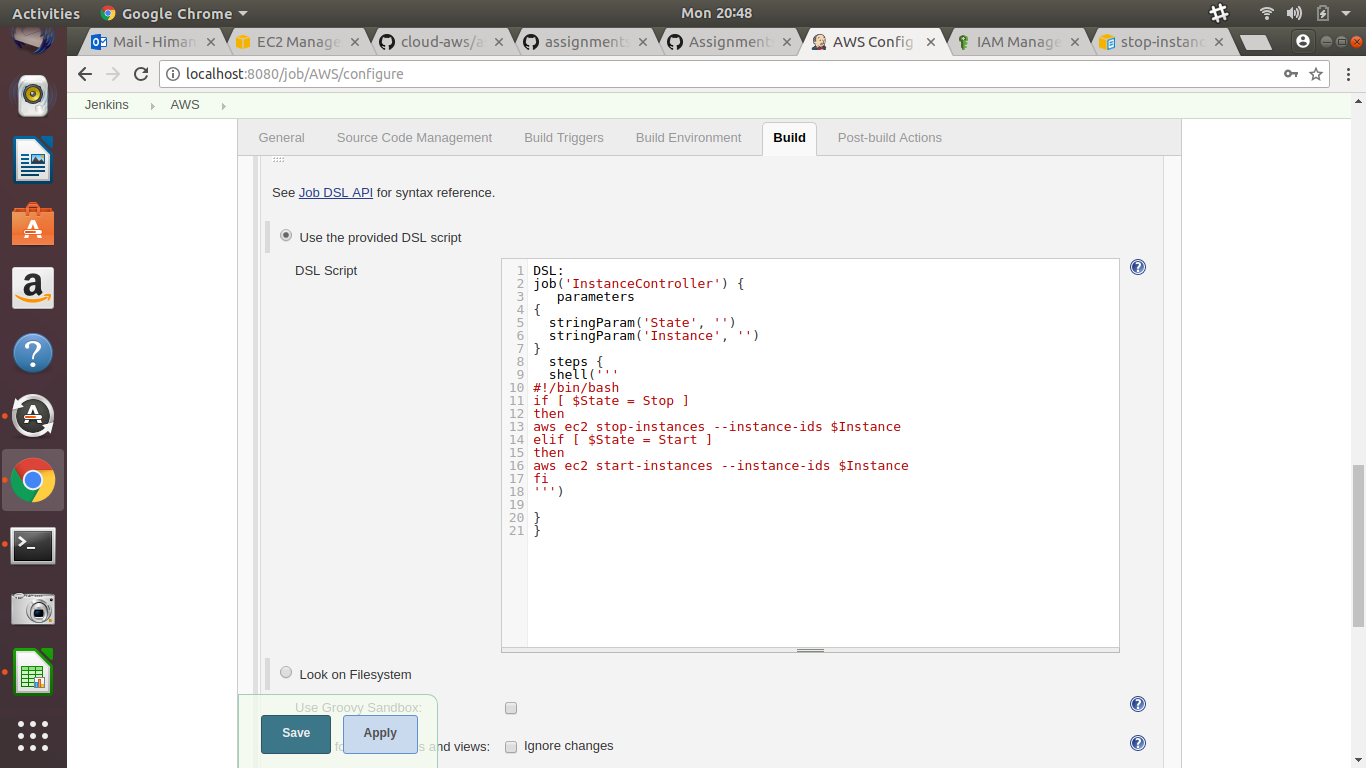 Activities
Google Chrome
Mon 20:48
Mail - Himan
EC2 Manage
cloud-aws/a
assignment
Assignment
AWS Config
IAM Manage
stop-instanc
localhost:8080/job/AWS/configure
Jenkins
AWS
General
Source Code Management
Build Triggers
Build Environment
Build
Post-build Actions
See Job DSL API for syntax reference.
Use the provided DSL script
DSL Script
1 DSL:
2 job('InstanceController') {
3    parameters
4 {
5   stringParam('State', '')
6   stringParam('Instance', '')
7 }
8   steps {
9   shell('''
10 #!/bin/bash
11 if [ $State = Stop ]
12 then
13 aws ec2 stop-instances --instance-ids $Instance
14 elif [ $State = Start ]
15 then
16 aws ec2 start-instances --instance-ids $Instance
17 fi
18 ''')
19
20 }
21 }
Look on Filesystem
Use Groovy Sandbox:
Save
Apply
and views:
Ignore changes